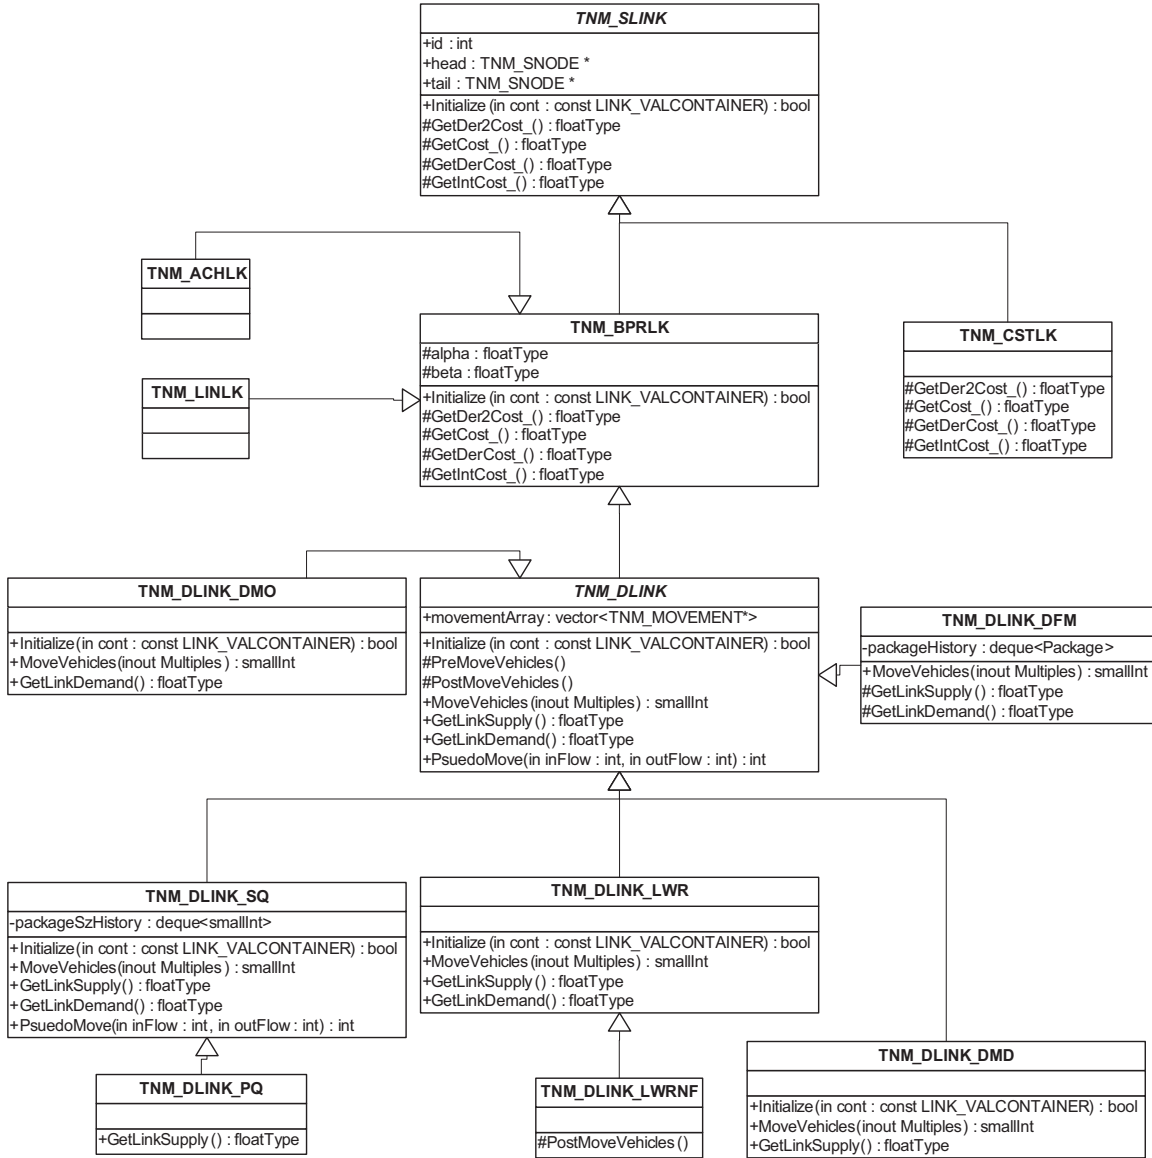 TNM_SLINK
+id : int
+head : TNM_SNODE *
+tail : TNM_SNODE *
+Initialize(in cont : const LINK_VALCONTAINER) : bool
#GetDer2Cost_() : floatType
#GetCost_() : floatType
#GetDerCost_() : floatType
#GetIntCost_() : floatType
TNM_ACHLK
TNM_BPRLK
#alpha : floatType
#beta : floatType
+Initialize(in cont : const LINK_VALCONTAINER) : bool
#GetDer2Cost_() : floatType
#GetCost_() : floatType
#GetDerCost_() : floatType
#GetIntCost_() : floatType
TNM_CSTLK
#GetDer2Cost_() : floatType
#GetCost_() : floatType
#GetDerCost_() : floatType
#GetIntCost_() : floatType
TNM_LINLK
TNM_DLINK_DMO
+Initialize(in cont : const LINK_VALCONTAINER) : bool
+MoveVehicles(inout Multiples) : smallInt
+GetLinkDemand() : floatType
TNM_DLINK
+movementArray : vector<TNM_MOVEMENT*>
+Initialize(in cont : const LINK_VALCONTAINER) : bool
#PreMoveVehicles()
#PostMoveVehicles()
+MoveVehicles(inout Multiples) : smallInt
+GetLinkSupply() : floatType
+GetLinkDemand() : floatType
+PsuedoMove(in inFlow : int, in outFlow : int) : int
TNM_DLINK_DFM
-packageHistory : deque<Package>
+MoveVehicles(inout Multiples) : smallInt
#GetLinkSupply() : floatType
#GetLinkDemand() : floatType
TNM_DLINK_SQ
-packageSzHistory : deque<smallInt>
+Initialize(in cont : const LINK_VALCONTAINER) : bool
+MoveVehicles(inout Multiples) : smallInt
+GetLinkSupply() : floatType
+GetLinkDemand() : floatType
+PsuedoMove(in inFlow : int, in outFlow : int) : int
TNM_DLINK_LWR
+Initialize(in cont : const LINK_VALCONTAINER) : bool
+MoveVehicles(inout Multiples) : smallInt
+GetLinkSupply() : floatType
+GetLinkDemand() : floatType
TNM_DLINK_DMD
+Initialize(in cont : const LINK_VALCONTAINER) : bool
+MoveVehicles(inout Multiples) : smallInt
+GetLinkSupply() : floatType
TNM_DLINK_PQ
+GetLinkSupply() : floatType
TNM_DLINK_LWRNF
#PostMoveVehicles()